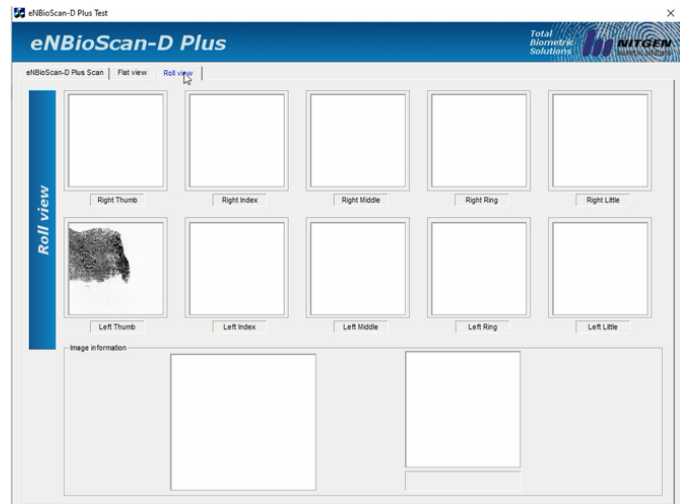 eNBioScan-D Plus Test
eNBioScan-D Plus
Total
Biometric
Solutions
NITGEN
eNBioScan-D Plus Scan
Flat view
Roll view
Roll view
Right Thumb
Right Index
Right Middle
Right Ring
Right Little
Left Thumb
Left Index
Left Middle
Left Ring
Left Little
Image information